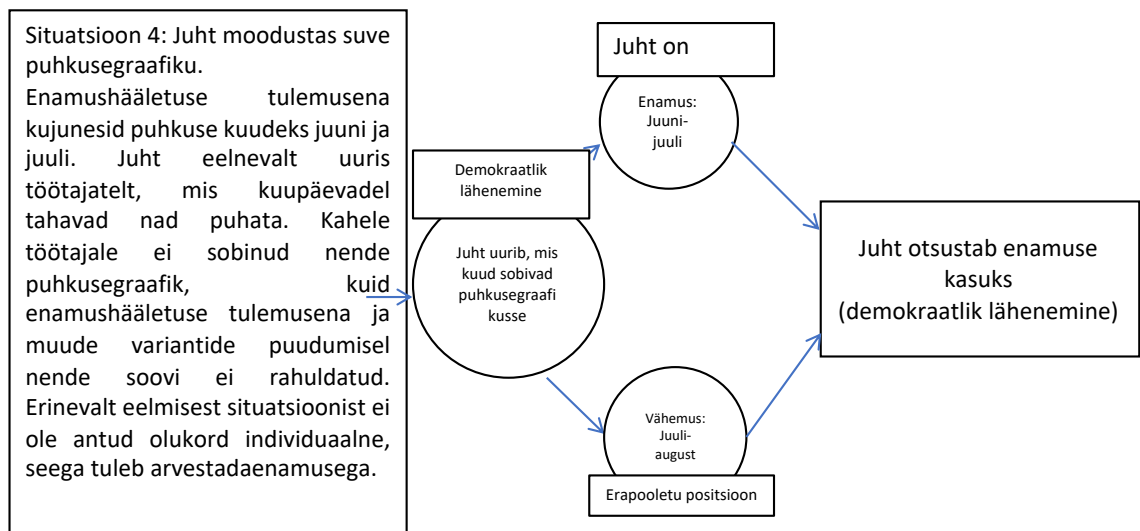 Situatsioon 4: Juht moodustas suve
puhkusegraafiku.
Enamushääletuse tulemusena
kujunesid puhkuse kuudeks juuni ja
juuli. Juht eelnevalt uuris
töötajatelt, mis kuupäevadel
tahavad nad puhata. Kahele
töötajale ei sobinud nende
puhkusegraafik, kuid
enamushääletuse tulemusena ja
muude variantide puudumisel
nende soovi ei rahuldatud.
Erinevalt eelmisest situatsioonist ei
ole antud olukord individuaalne,
seega tuleb arvestadaenamusega.
Demokraatlik
lähenemine
Juht uurib, mis
kuud sobivad
puhkusegraafi
kusse
Juht on
Enamus:
Juuni-
juuli
Vähemus:
Juuli-
august
Erapooletu positsioon
Juht otsustab enamuse
kasuks
(demokraatlik lähenemine)